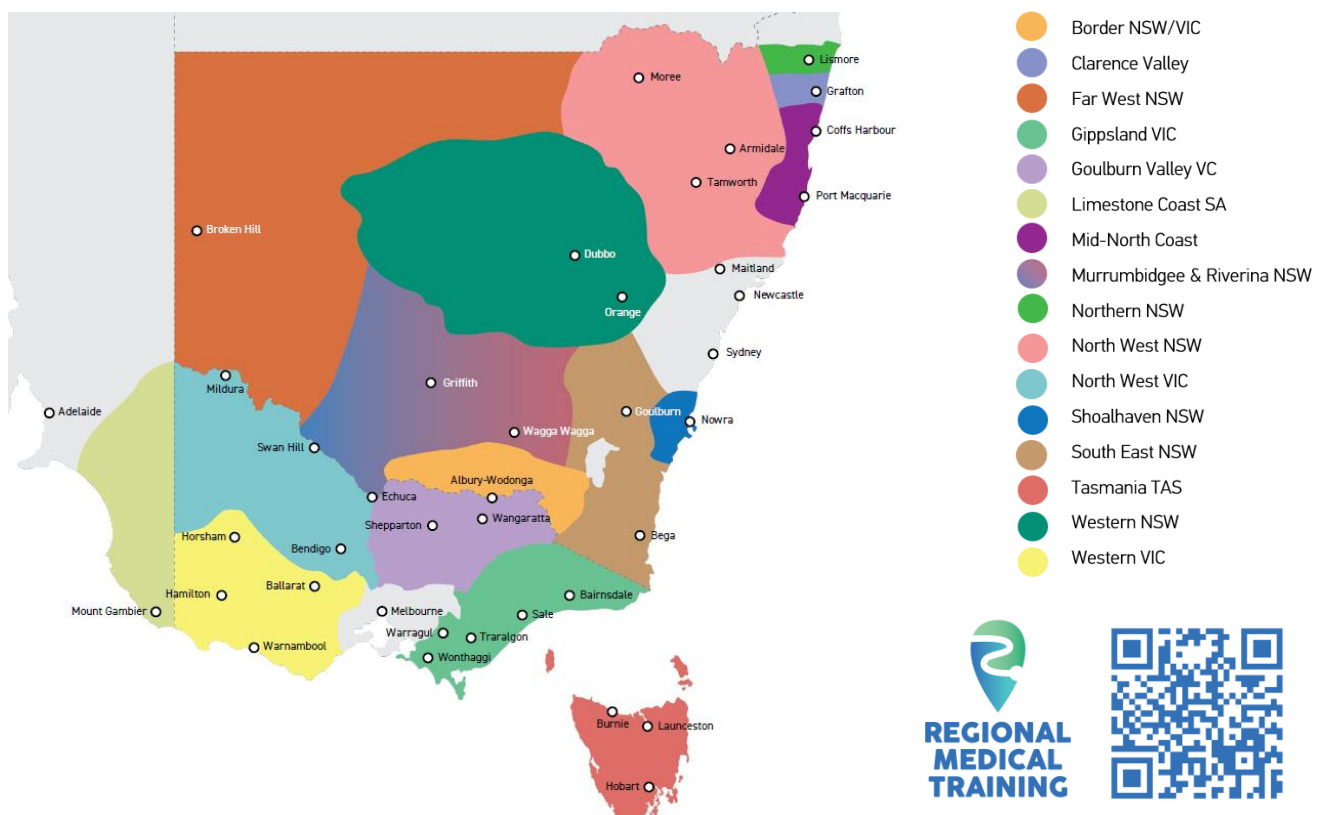 Border NSW/VIC
Clarence Valley
Far West NSW
Gippsland VIC
Goulburn Valley VC
Limestone Coast SA
Mid-North Coast
Murrumbidgee & Riverina NSW
Northern NSW
North West NSW
North West VIC
Shoalhaven NSW
South East NSW
Tasmania TAS
Western NSW
Western VIC
Lismore
Moree
Grafton
Coffs Harbour
Armidale
Tamworth
Port Macquarie
Broken Hill
Dubbo
Maitland
Newcastle
Orange
Sydney
Mildura
Griffith
Adelaide
Goulburn
Nowra
Wagga Wagga
Swan Hill
Albury-Wodonga
Echuca
Shepparton
Wangaratta
Horsham
Bega
Bendigo
Ballarat
Hamilton
Bairnsdale
Mount Gambier
Melbourne
Sale
Warragul
Traralgon
Warnambool
Wonthaggi
Burnie
Launceston
Hobart
REGIONAL
MEDICAL
TRAINING